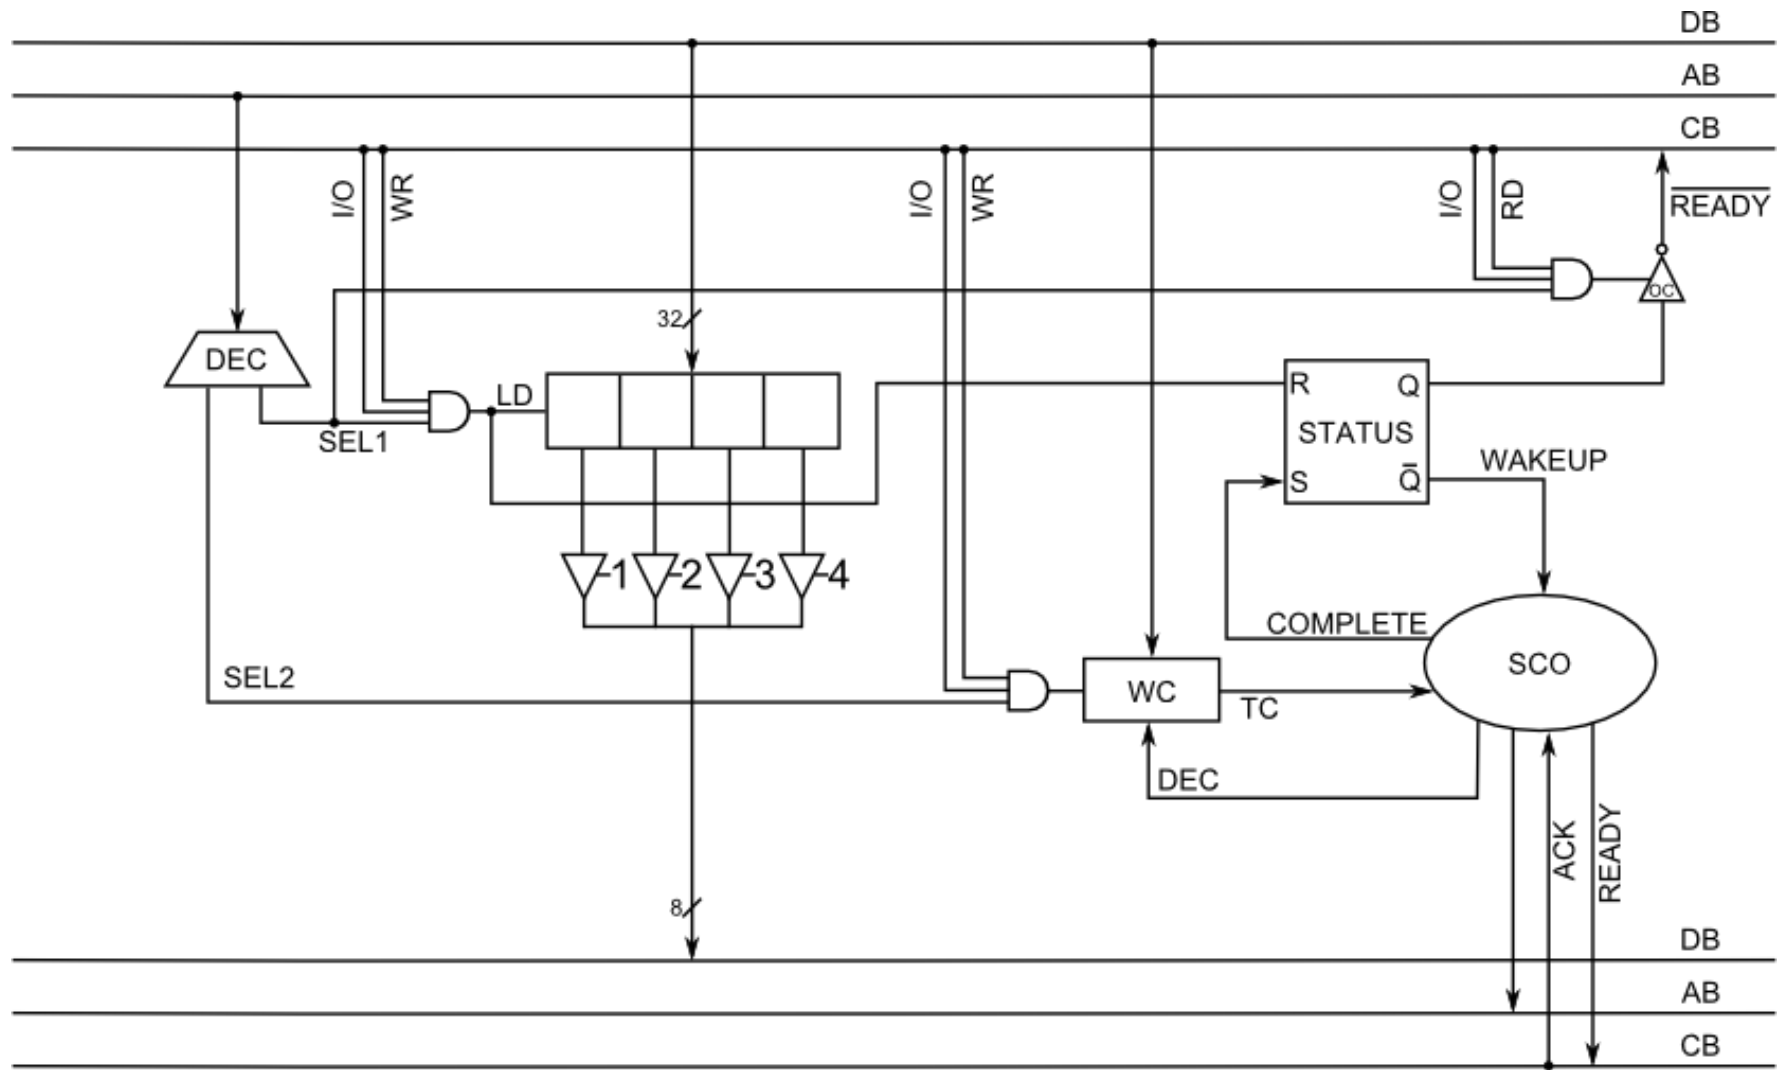 DB
AB
CB
I/O
WR
I/O
WR
I/O
RD
READY
OC
32
DEC
SEL1
LD
R
Q
STATUS
S
Q̅
WAKEUP
1
2
3
4
COMPLETE
SCO
SEL2
WC
TC
DEC
ACK
READY
8
DB
AB
CB